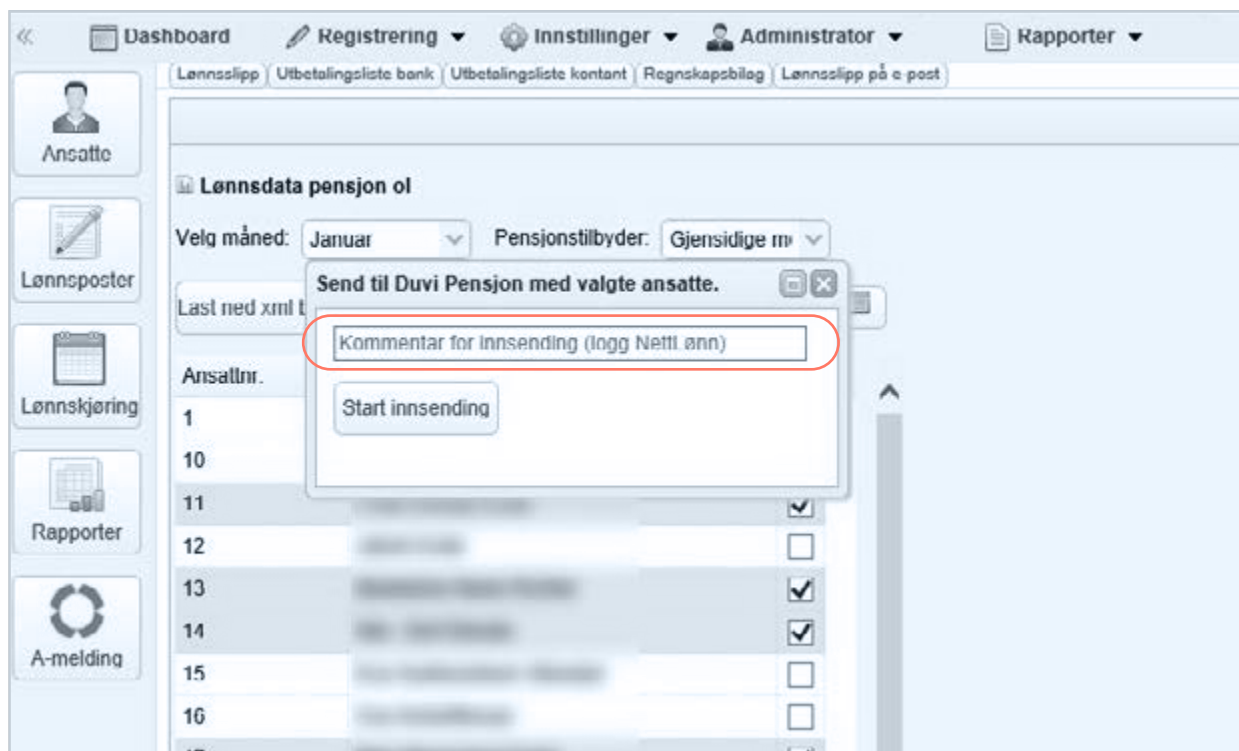 Dashboard Registrering Innstillinger Administrator Rapporter
Lønnsslipp Utbetalingsliste bank Utbetalingsliste kontant Regnskapsbilag Lønnsslipp på e-post
Ansatte
Lønnsposter
Lønnskjøring
Rapporter
A-melding
Lønnsdata pensjon ol
Velg måned: Januar Pensjonstilbyder: Gjensidige
Last ned xml
Send til Duvi Pensjon med valgte ansatte.
Kommentar for innsending (logg NettLønn)
Start innsending
Ansattnr.
1
10
11
12
13
14
15
16